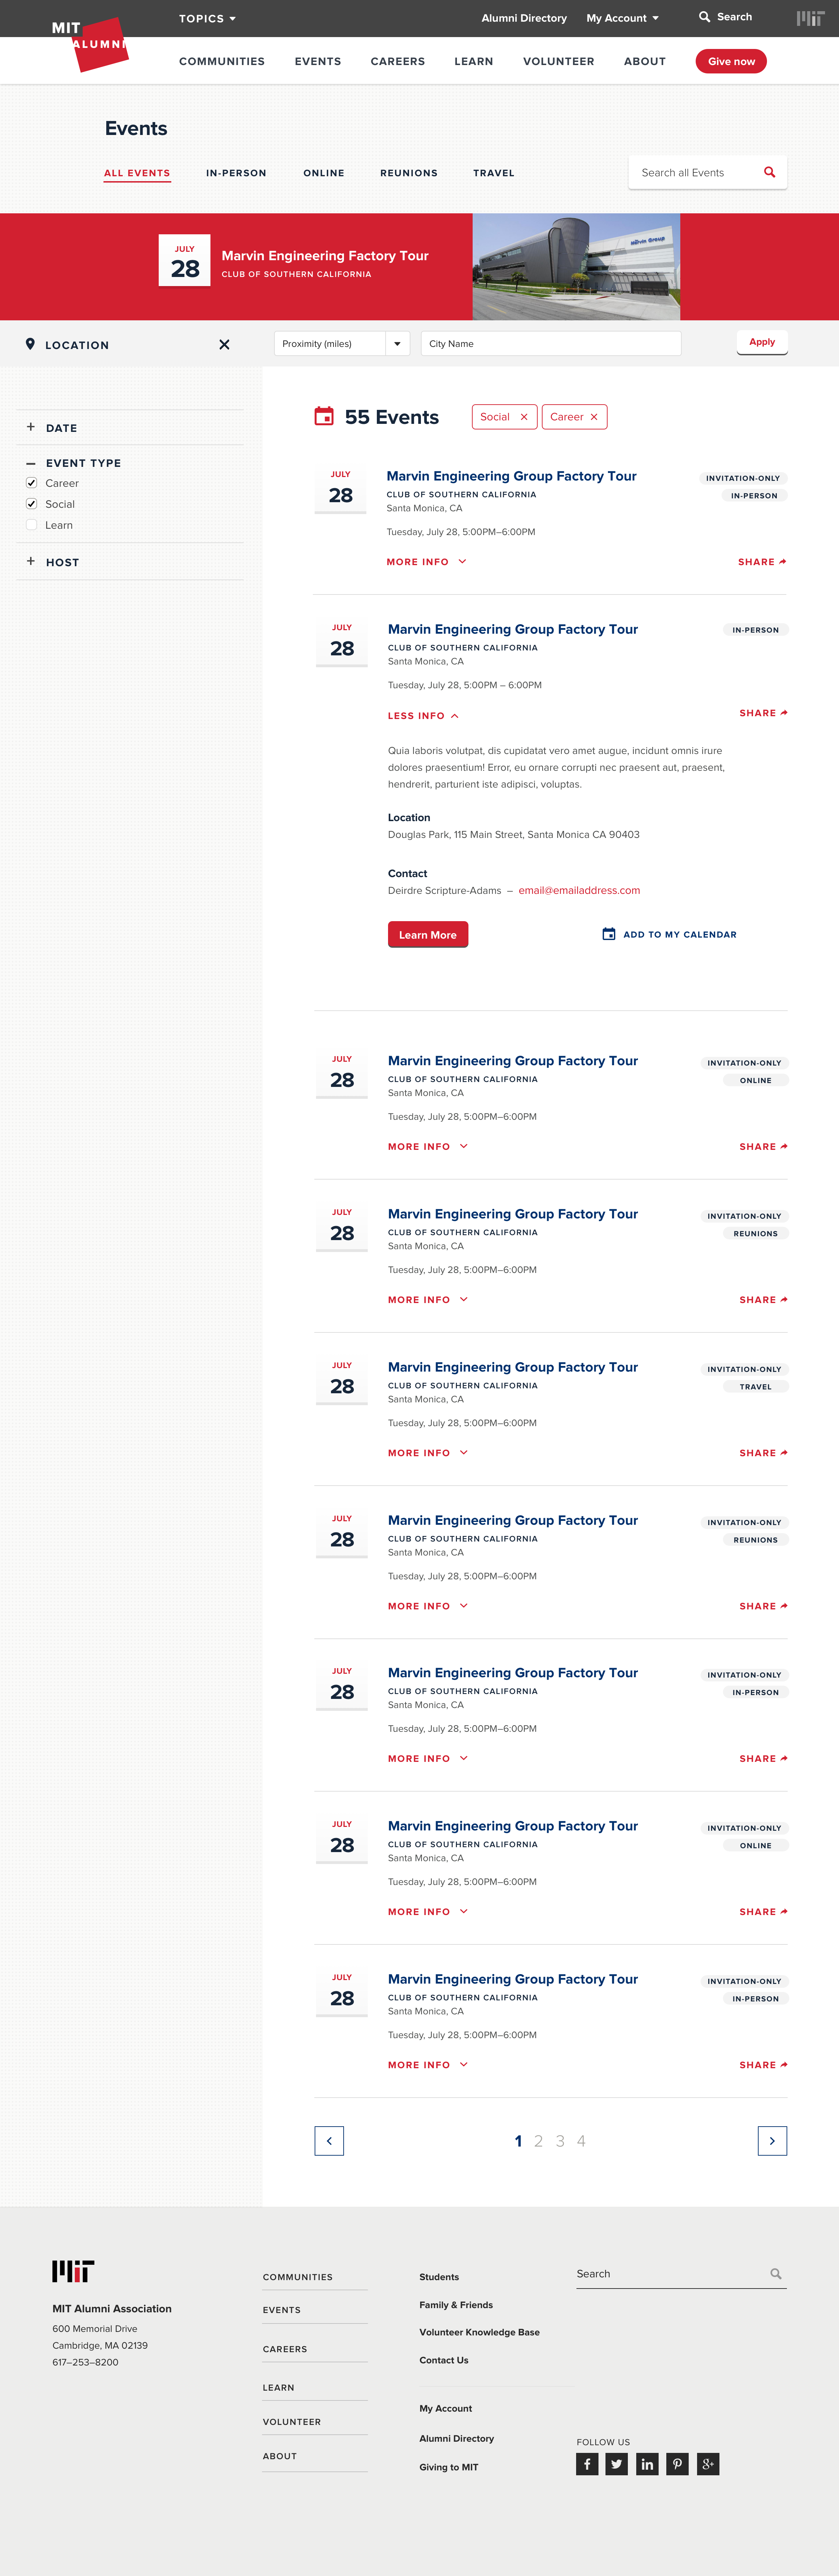 TOPICS
Alumni Directory
My Account
Search
MIT
ALUMNI
COMMUNITIES
EVENTS
CAREERS
LEARN
VOLUNTEER
ABOUT
Give now
Events
ALL EVENTS
IN-PERSON
ONLINE
REUNIONS
TRAVEL
Search all Events
JULY
28
Marvin Engineering Factory Tour
CLUB OF SOUTHERN CALIFORNIA
Marvin Group
LOCATION
Proximity (miles)
City Name
Apply
DATE
EVENT TYPE
Career
Social
Learn
HOST
55 Events
Social
Career
JULY
28
Marvin Engineering Group Factory Tour
CLUB OF SOUTHERN CALIFORNIA
Santa Monica, CA
Tuesday, July 28, 5:00PM–6:00PM
INVITATION-ONLY
IN-PERSON
MORE INFO
SHARE
JULY
28
Marvin Engineering Group Factory Tour
CLUB OF SOUTHERN CALIFORNIA
Santa Monica, CA
Tuesday, July 28, 5:00PM – 6:00PM
IN-PERSON
LESS INFO
SHARE
Quia laboris volutpat, dis cupidatat vero amet augue, incidunt omnis irure
dolores praesentium! Error, eu ornare corrupti nec praesent aut, praesent,
hendrerit, parturient iste adipisci, voluptas.
Location
Douglas Park, 115 Main Street, Santa Monica CA 90403
Contact
Deirdre Scripture-Adams – email@emailaddress.com
Learn More
ADD TO MY CALENDAR
JULY
28
Marvin Engineering Group Factory Tour
CLUB OF SOUTHERN CALIFORNIA
Santa Monica, CA
Tuesday, July 28, 5:00PM–6:00PM
INVITATION-ONLY
ONLINE
MORE INFO
SHARE
JULY
28
Marvin Engineering Group Factory Tour
CLUB OF SOUTHERN CALIFORNIA
Santa Monica, CA
Tuesday, July 28, 5:00PM–6:00PM
INVITATION-ONLY
REUNIONS
MORE INFO
SHARE
JULY
28
Marvin Engineering Group Factory Tour
CLUB OF SOUTHERN CALIFORNIA
Santa Monica, CA
Tuesday, July 28, 5:00PM–6:00PM
INVITATION-ONLY
TRAVEL
MORE INFO
SHARE
JULY
28
Marvin Engineering Group Factory Tour
CLUB OF SOUTHERN CALIFORNIA
Santa Monica, CA
Tuesday, July 28, 5:00PM–6:00PM
INVITATION-ONLY
REUNIONS
MORE INFO
SHARE
JULY
28
Marvin Engineering Group Factory Tour
CLUB OF SOUTHERN CALIFORNIA
Santa Monica, CA
Tuesday, July 28, 5:00PM–6:00PM
INVITATION-ONLY
IN-PERSON
MORE INFO
SHARE
JULY
28
Marvin Engineering Group Factory Tour
CLUB OF SOUTHERN CALIFORNIA
Santa Monica, CA
Tuesday, July 28, 5:00PM–6:00PM
INVITATION-ONLY
ONLINE
MORE INFO
SHARE
JULY
28
Marvin Engineering Group Factory Tour
CLUB OF SOUTHERN CALIFORNIA
Santa Monica, CA
Tuesday, July 28, 5:00PM–6:00PM
INVITATION-ONLY
IN-PERSON
MORE INFO
SHARE
1 2 3 4
MIT Alumni Association
600 Memorial Drive
Cambridge, MA 02139
617–253–8200
COMMUNITIES
EVENTS
CAREERS
LEARN
VOLUNTEER
ABOUT
Students
Family & Friends
Volunteer Knowledge Base
Contact Us
My Account
Alumni Directory
Giving to MIT
Search
FOLLOW US